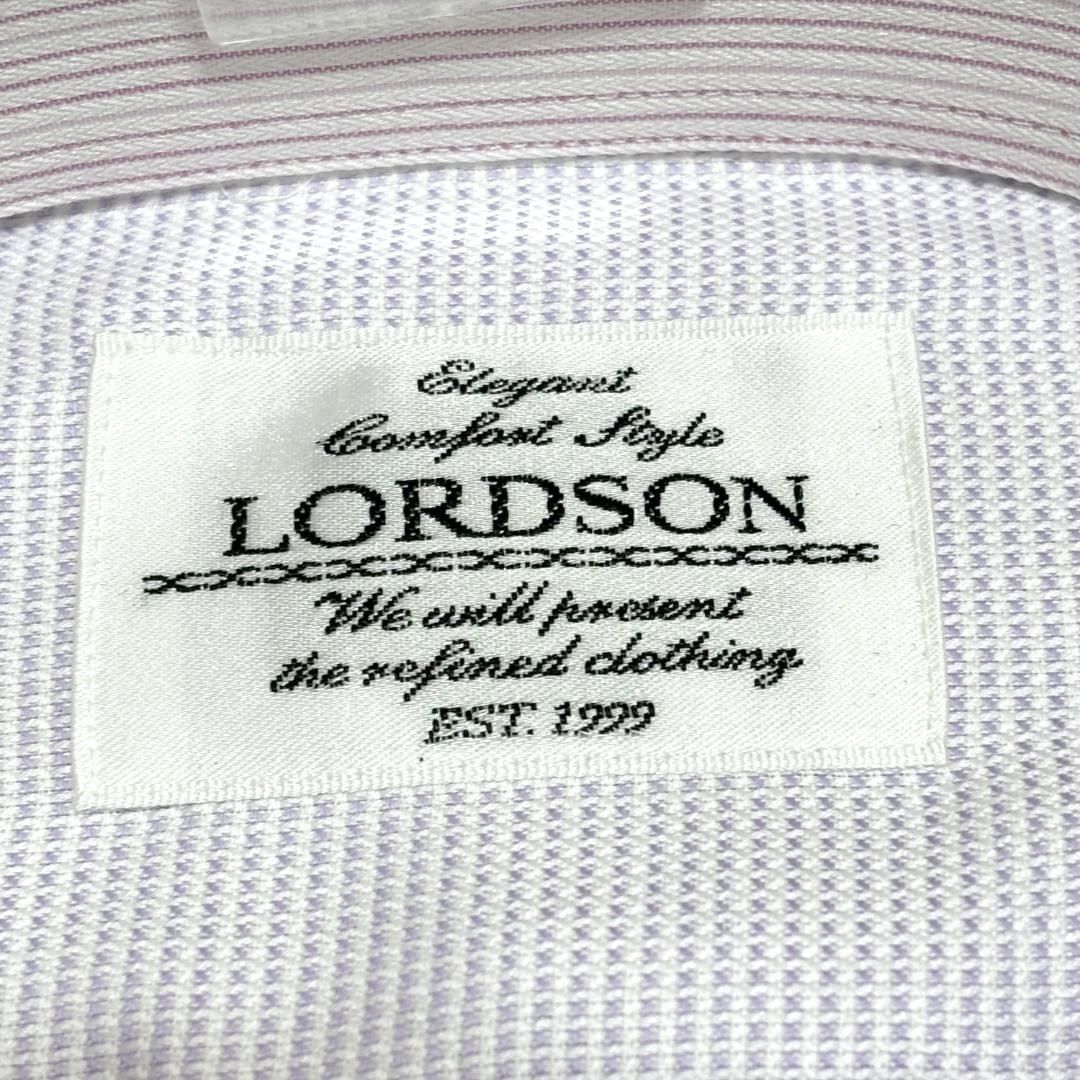 Elegant
Comfort Style
LORDSON
We will present
the refined clothing
EST. 1999